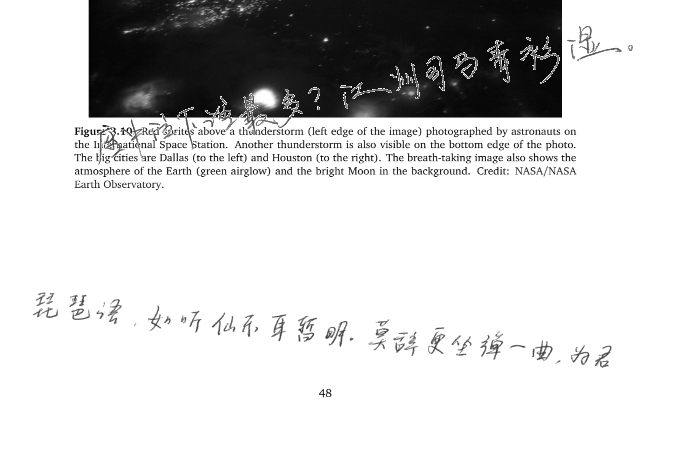 座中泣下谁最多？江州司马青衫湿。
Figure 3.10: Red sprites above a thunderstorm (left edge of the image) photographed by astronauts on
the International Space Station. Another thunderstorm is also visible on the bottom edge of the photo.
The big cities are Dallas (to the left) and Houston (to the right). The breath-taking image also shows the
atmosphere of the Earth (green airglow) and the bright Moon in the background. Credit: NASA/NASA
Earth Observatory.
琵琶语，如听仙乐耳暂明。莫辞更坐弹一曲，为君
48